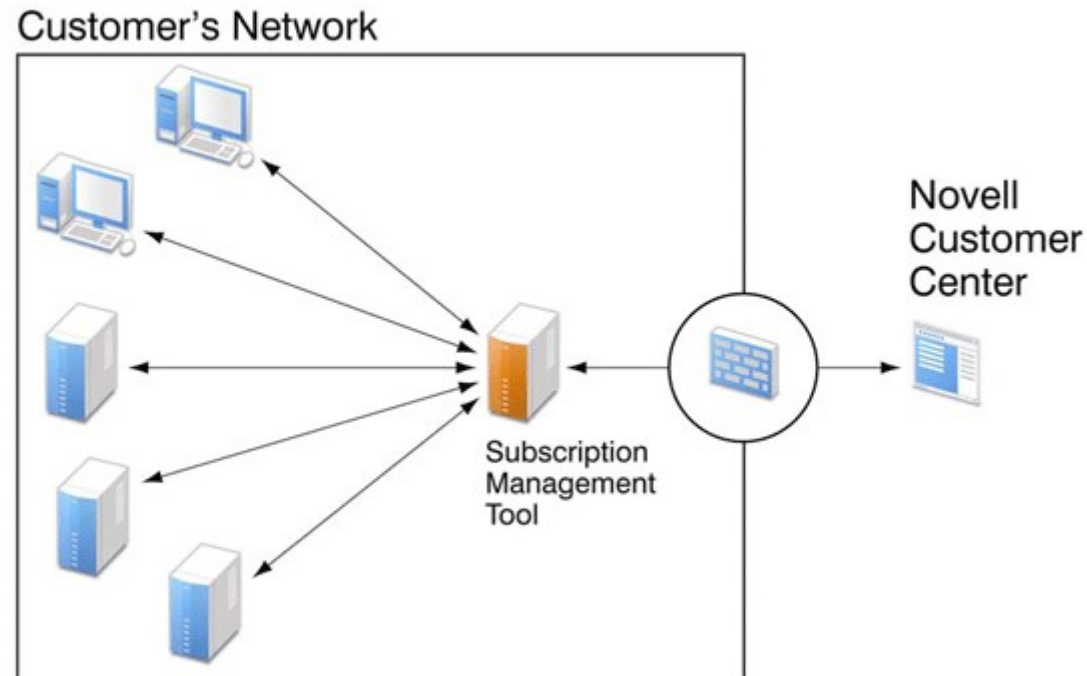 Customer's Network
Novell
Customer
Center
Subscription
Management
Tool